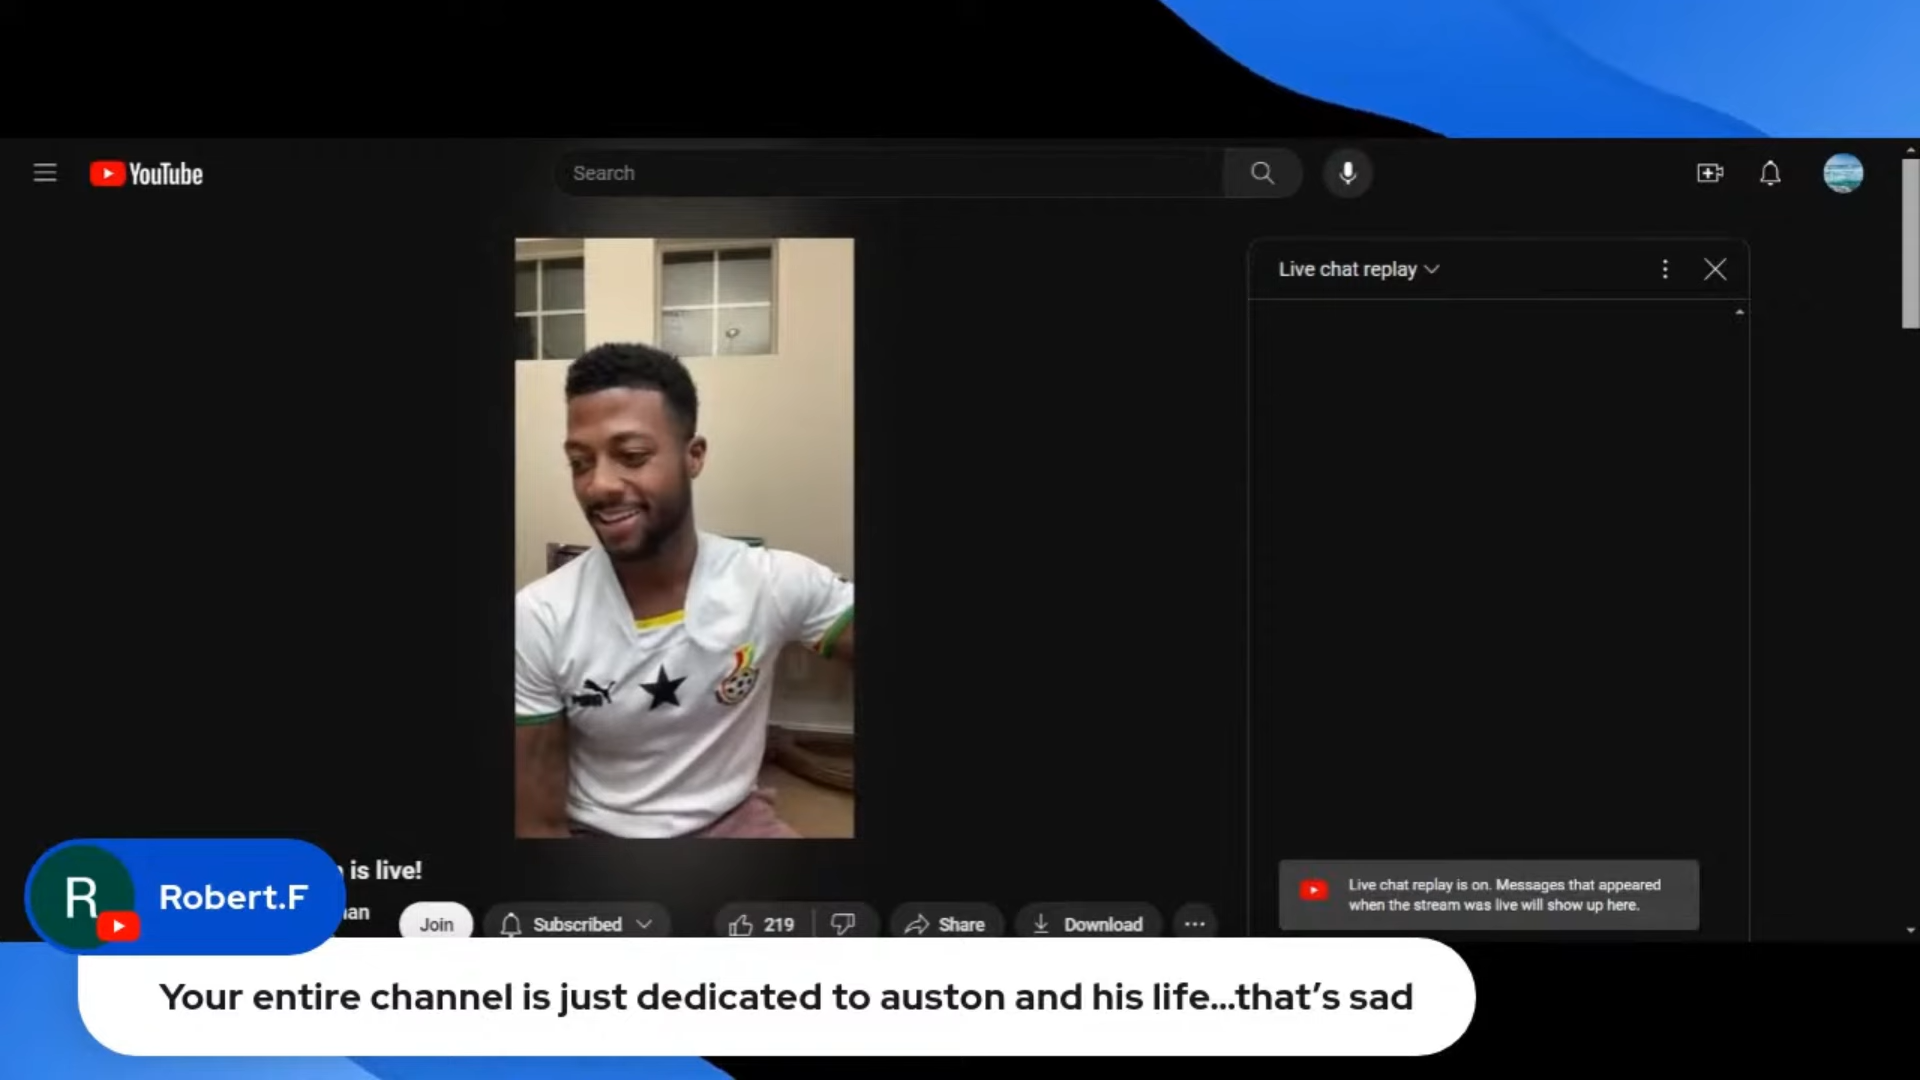 YouTube
Search
Live chat replay
PUMA
is live!
Robert.F
Join
Subscribed
219
Share
Download
Live chat replay is on. Messages that appeared
when the stream was live will show up here.
R
Your entire channel is just dedicated to auston and his life...that’s sad